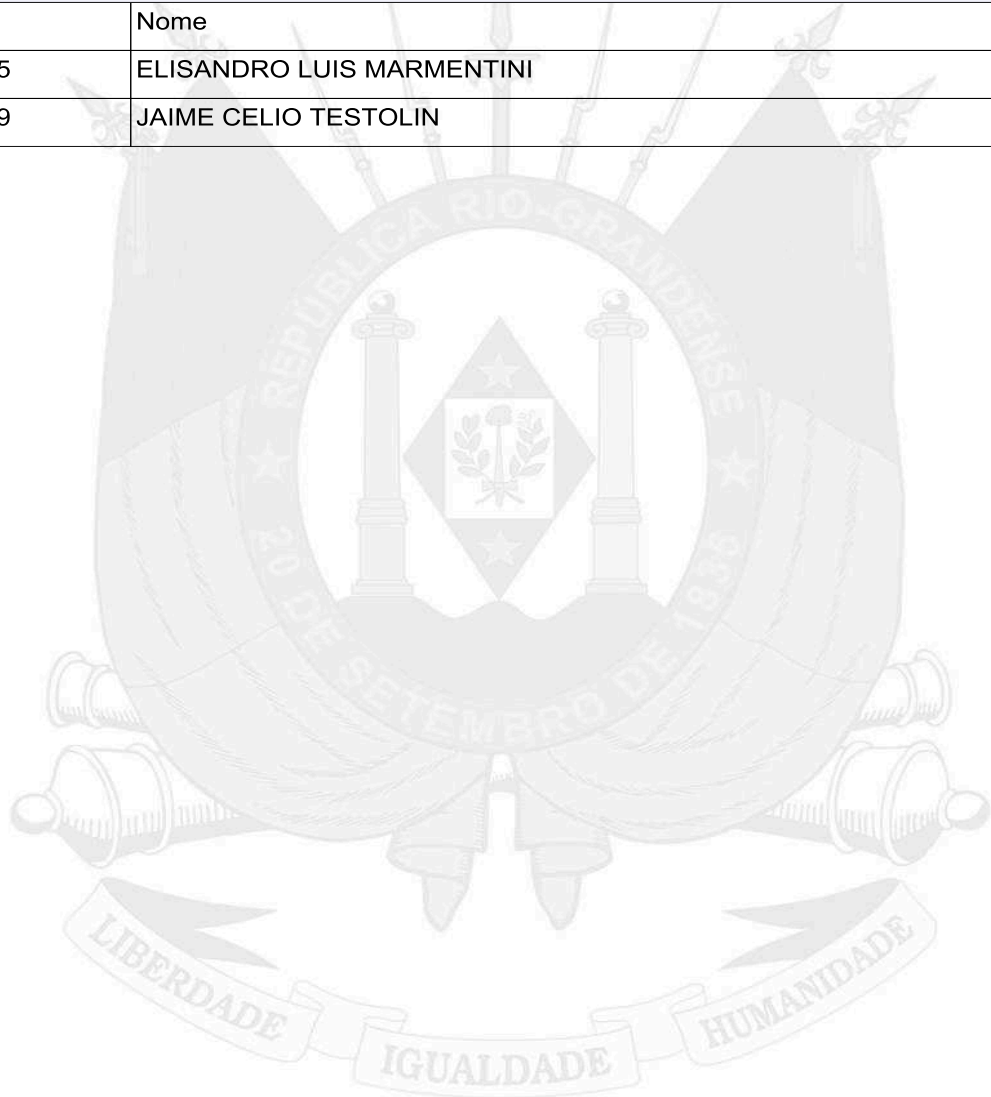 Nome
5 ELISANDRO LUIS MARMENTINI
9 JAIME CELIO TESTOLIN
REPÚBLICA RIO-GRANDENSE
20 DE SETEMBRO DE 1835
LIBERDADE IGUALDADE HUMANIDADE